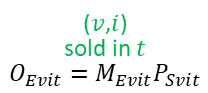 (v,i)
sold in t
O_{Evit} = M_{Evit}P_{Svit}